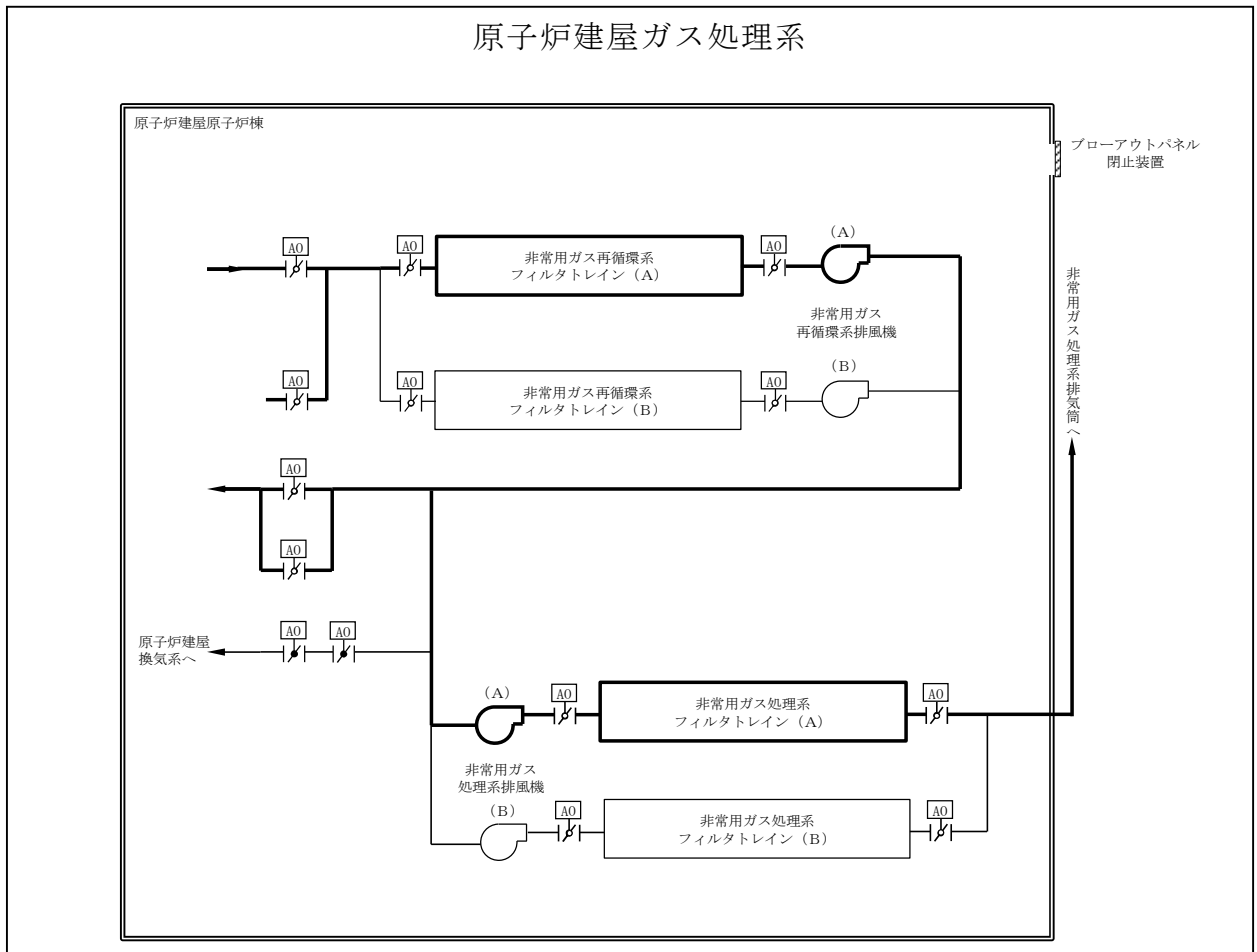 原子炉建屋ガス処理系
原子炉建屋原子炉棟
ブローアウトパネル
閉止装置
AO
AO
非常用ガス再循環系
フィルタトレイン（A）
AO
（A）
非常用ガス
再循環系排風機
非常用ガス処理系排気筒へ
AO
AO
非常用ガス再循環系
フィルタトレイン（B）
AO
（B）
AO
AO
原子炉建屋
換気系へ
AO
AO
（A）
AO
非常用ガス処理系
フィルタトレイン（A）
AO
非常用ガス
処理系排風機
（B）
AO
非常用ガス処理系
フィルタトレイン（B）
AO